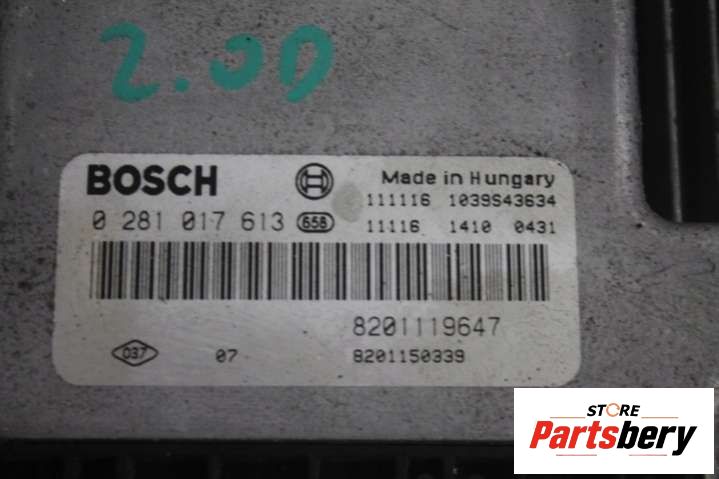 2.0D
BOSCH
Made in Hungary
111116 1039S43634
0 281 017 613 658
11116 1410 0431
8201119647
037 07 8201150339
STORE
Partsbery